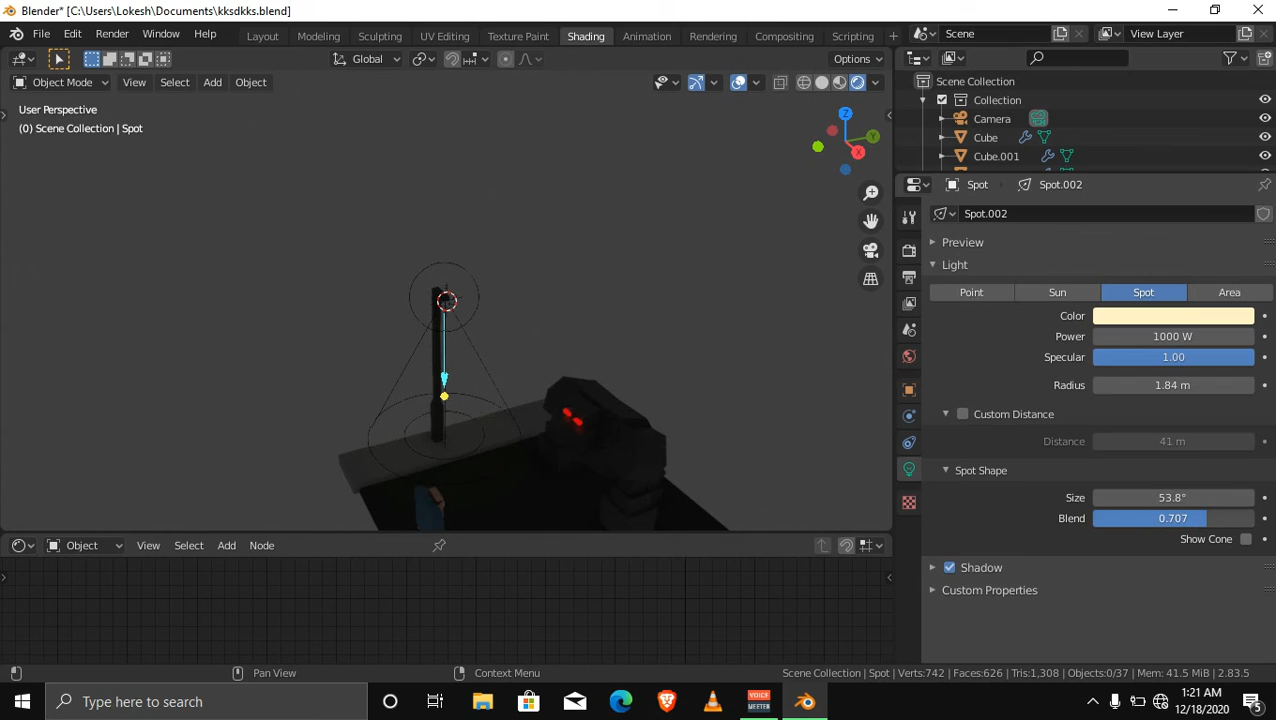 Blender* [C:\Users\Lokesh\Documents\kksdkks.blend]
File Edit Render Window Help Layout Modeling Sculpting UV Editing Texture Paint Shading Animation Rendering Compositing Scripting Scene View Layer
Global Options
Object Mode View Select Add Object
User Perspective
(0) Scene Collection | Spot
Z
Y
X
Scene Collection
Collection
Camera
Cube
Cube.001
Spot Spot.002
Spot.002
Preview
Light
Point Sun Spot Area
Color
Power 1000 W
Specular 1.00
Radius 1.84 m
Custom Distance
Distance 41 m
Spot Shape
Size 53.8°
Blend 0.707
Show Cone
Shadow
Custom Properties
Object View Select Add Node
Pan View Context Menu Scene Collection | Spot | Verts:742 | Faces:626 | Tris:1,308 | Objects:0/37 | Mem: 41.5 MiB | 2.83.5
Type here to search
VOICE MEETER
1:21 AM
12/18/2020
5